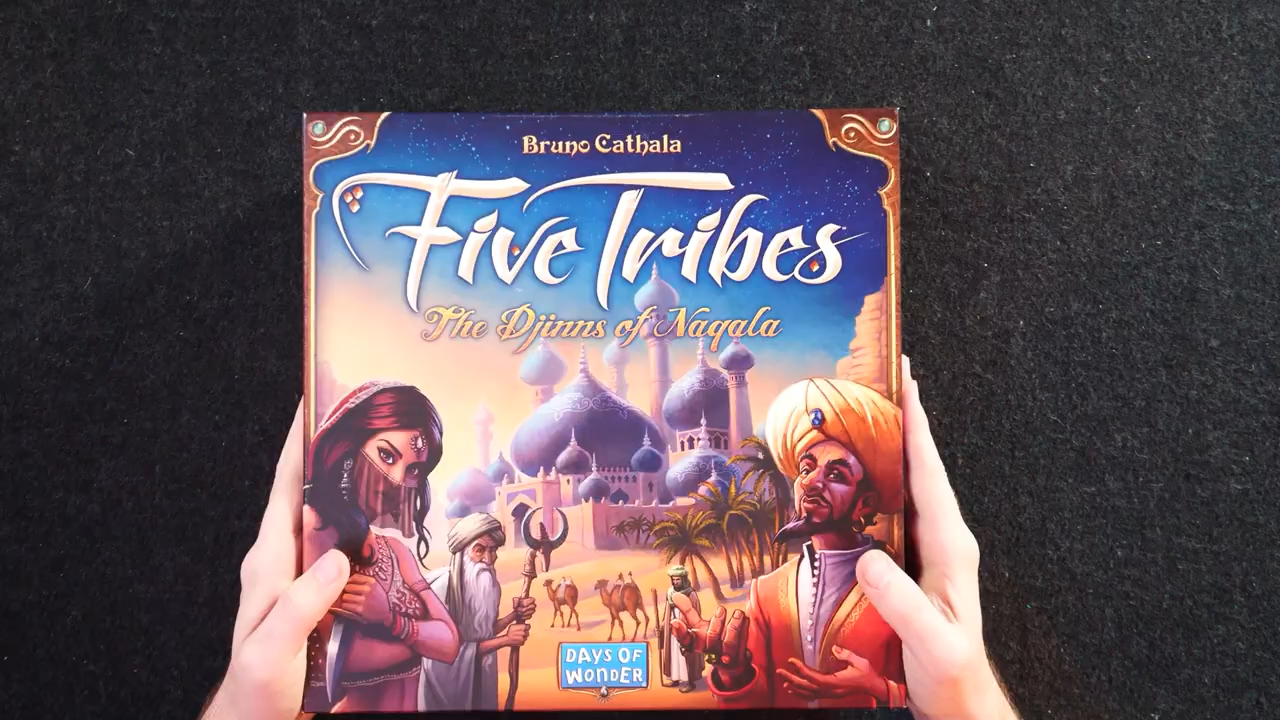 Bruno Cathala
Five Tribes
The Djinns of Naqala
DAYS OF
WONDER